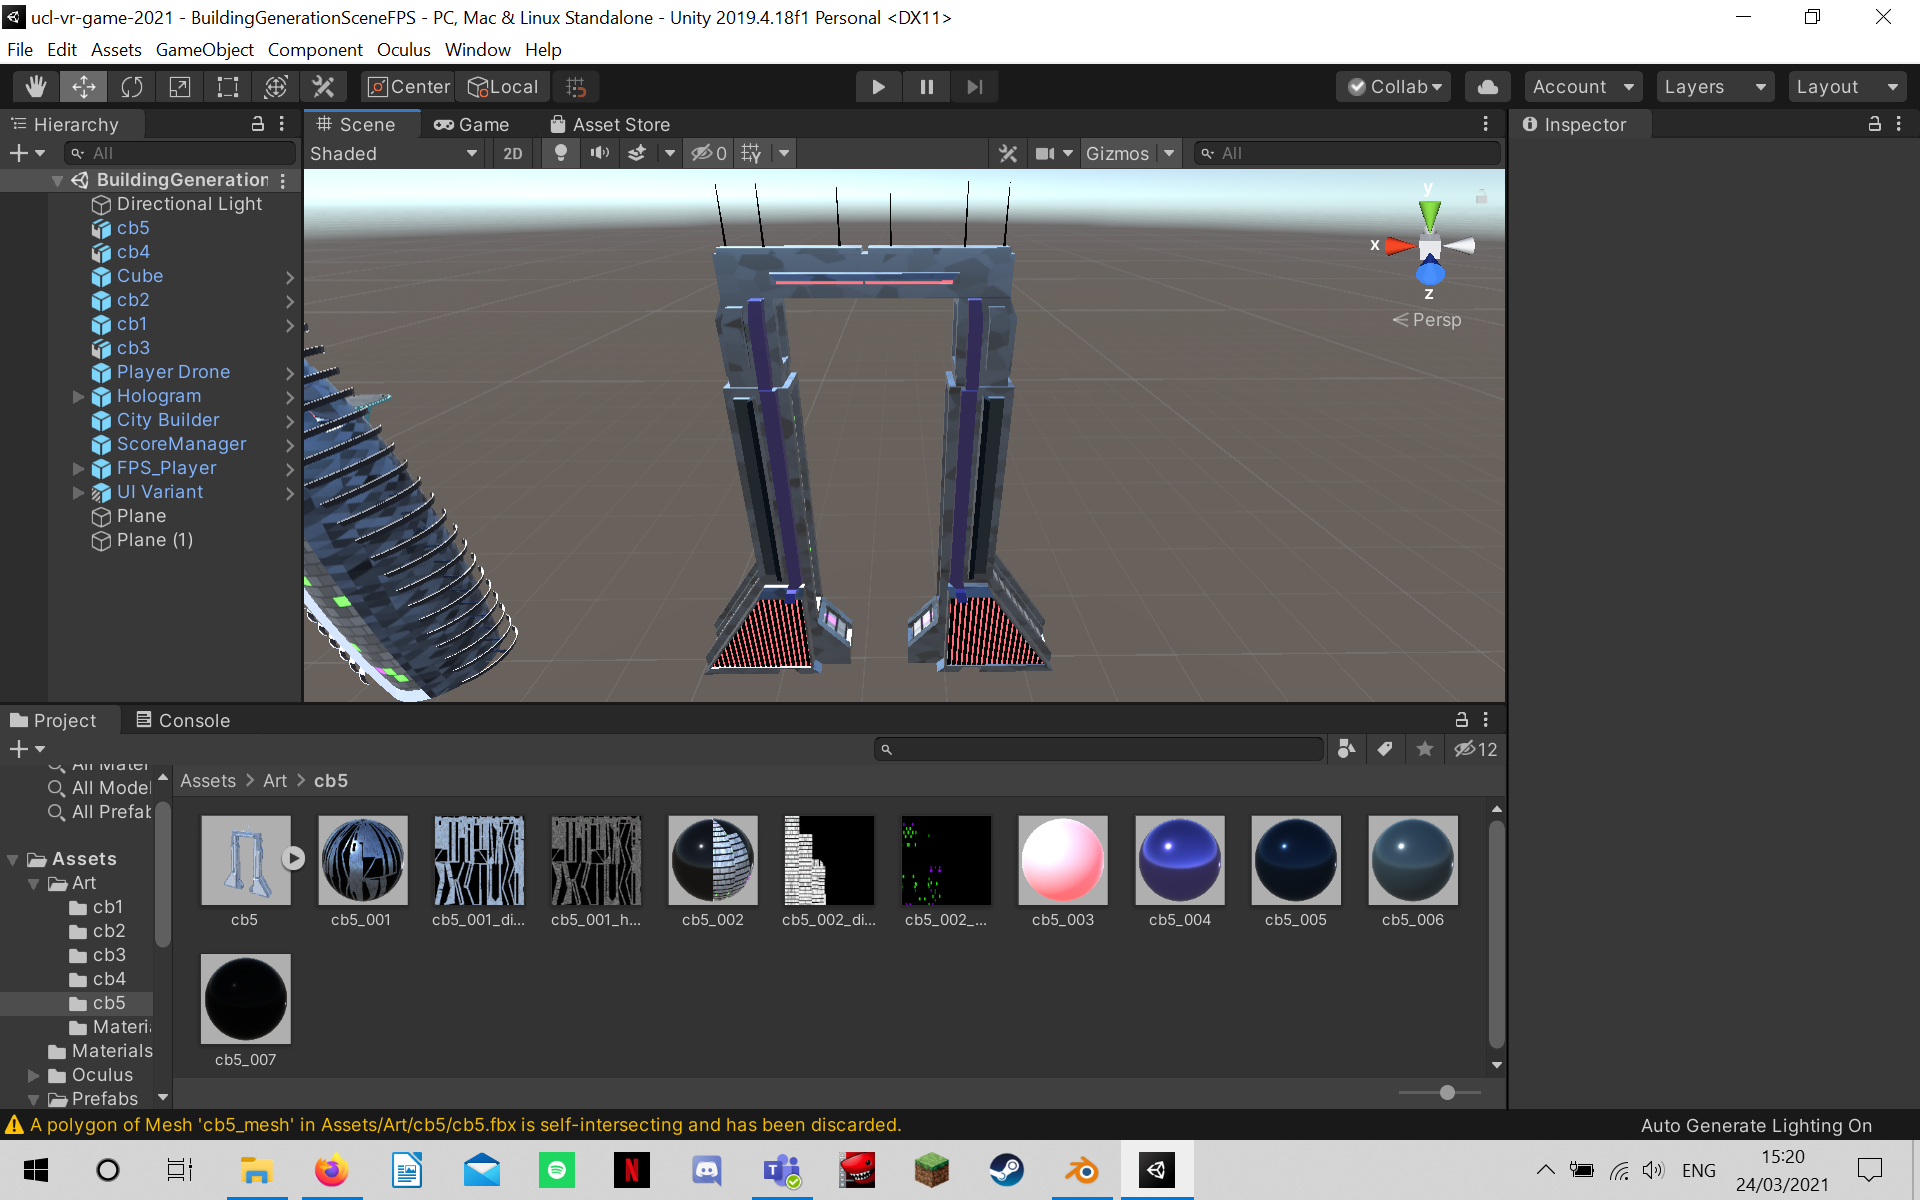 ucl-vr-game-2021 - BuildingGenerationSceneFPS - PC, Mac & Linux Standalone - Unity 2019.4.18f1 Personal <DX11>
File Edit Assets GameObject Component Oculus Window Help
Center Local Collab Account Layers Layout
Hierarchy Scene Game Asset Store Inspector
All Shaded 2D 0 Gizmos All
BuildingGeneration
Directional Light
cb5
cb4
Cube
cb2
cb1
cb3
Player Drone
Hologram
City Builder
ScoreManager
FPS_Player
UI Variant
Plane
Plane (1)
y
x
z
Persp
Project Console
12
All Mater
All Model
All Prefab
Assets
Art
cb1
cb2
cb3
cb4
cb5
Materia
Materials
Oculus
Prefabs
Assets > Art > cb5
cb5 cb5_001 cb5_001_di... cb5_001_h... cb5_002 cb5_002_di... cb5_002_... cb5_003 cb5_004 cb5_005 cb5_006
cb5_007
A polygon of Mesh 'cb5_mesh' in Assets/Art/cb5/cb5.fbx is self-intersecting and has been discarded.
Auto Generate Lighting On
ENG
15:20
24/03/2021